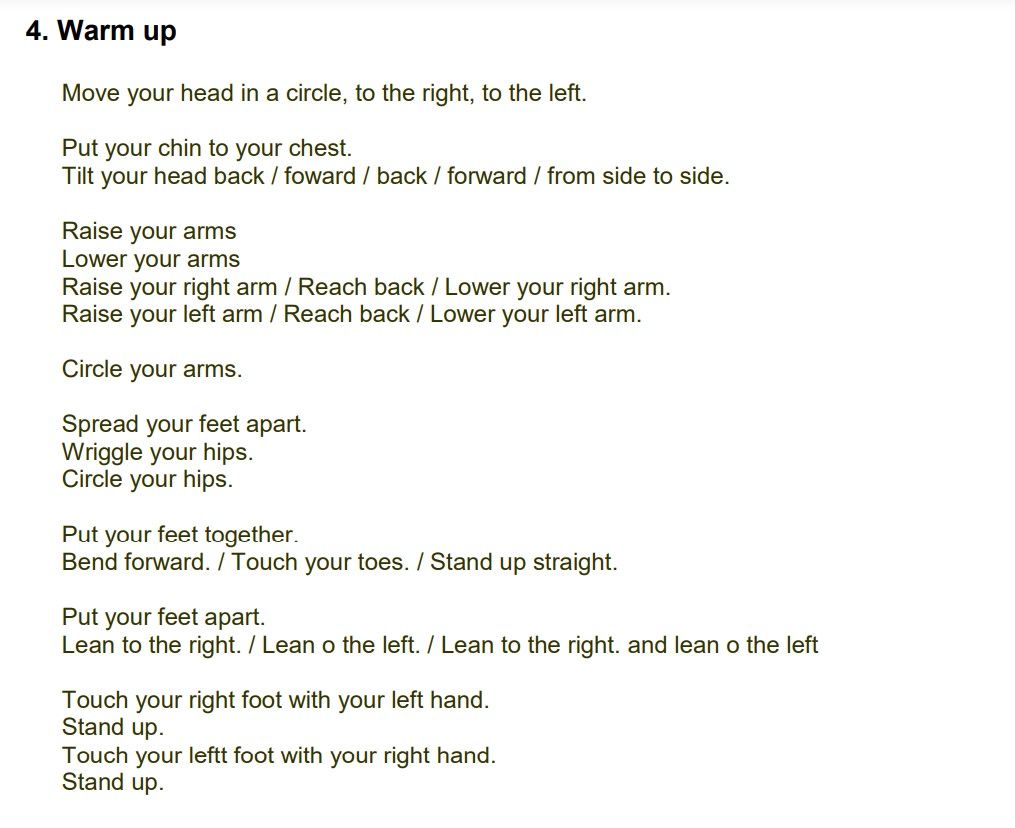 4. Warm up
Move your head in a circle, to the right, to the left.
Put your chin to your chest.
Tilt your head back / foward / back / forward / from side to side.
Raise your arms
Lower your arms
Raise your right arm / Reach back / Lower your right arm.
Raise your left arm / Reach back / Lower your left arm.
Circle your arms.
Spread your feet apart.
Wriggle your hips.
Circle your hips.
Put your feet together.
Bend forward. / Touch your toes. / Stand up straight.
Put your feet apart.
Lean to the right. / Lean o the left. / Lean to the right. and lean o the left
Touch your right foot with your left hand.
Stand up.
Touch your leftt foot with your right hand.
Stand up.